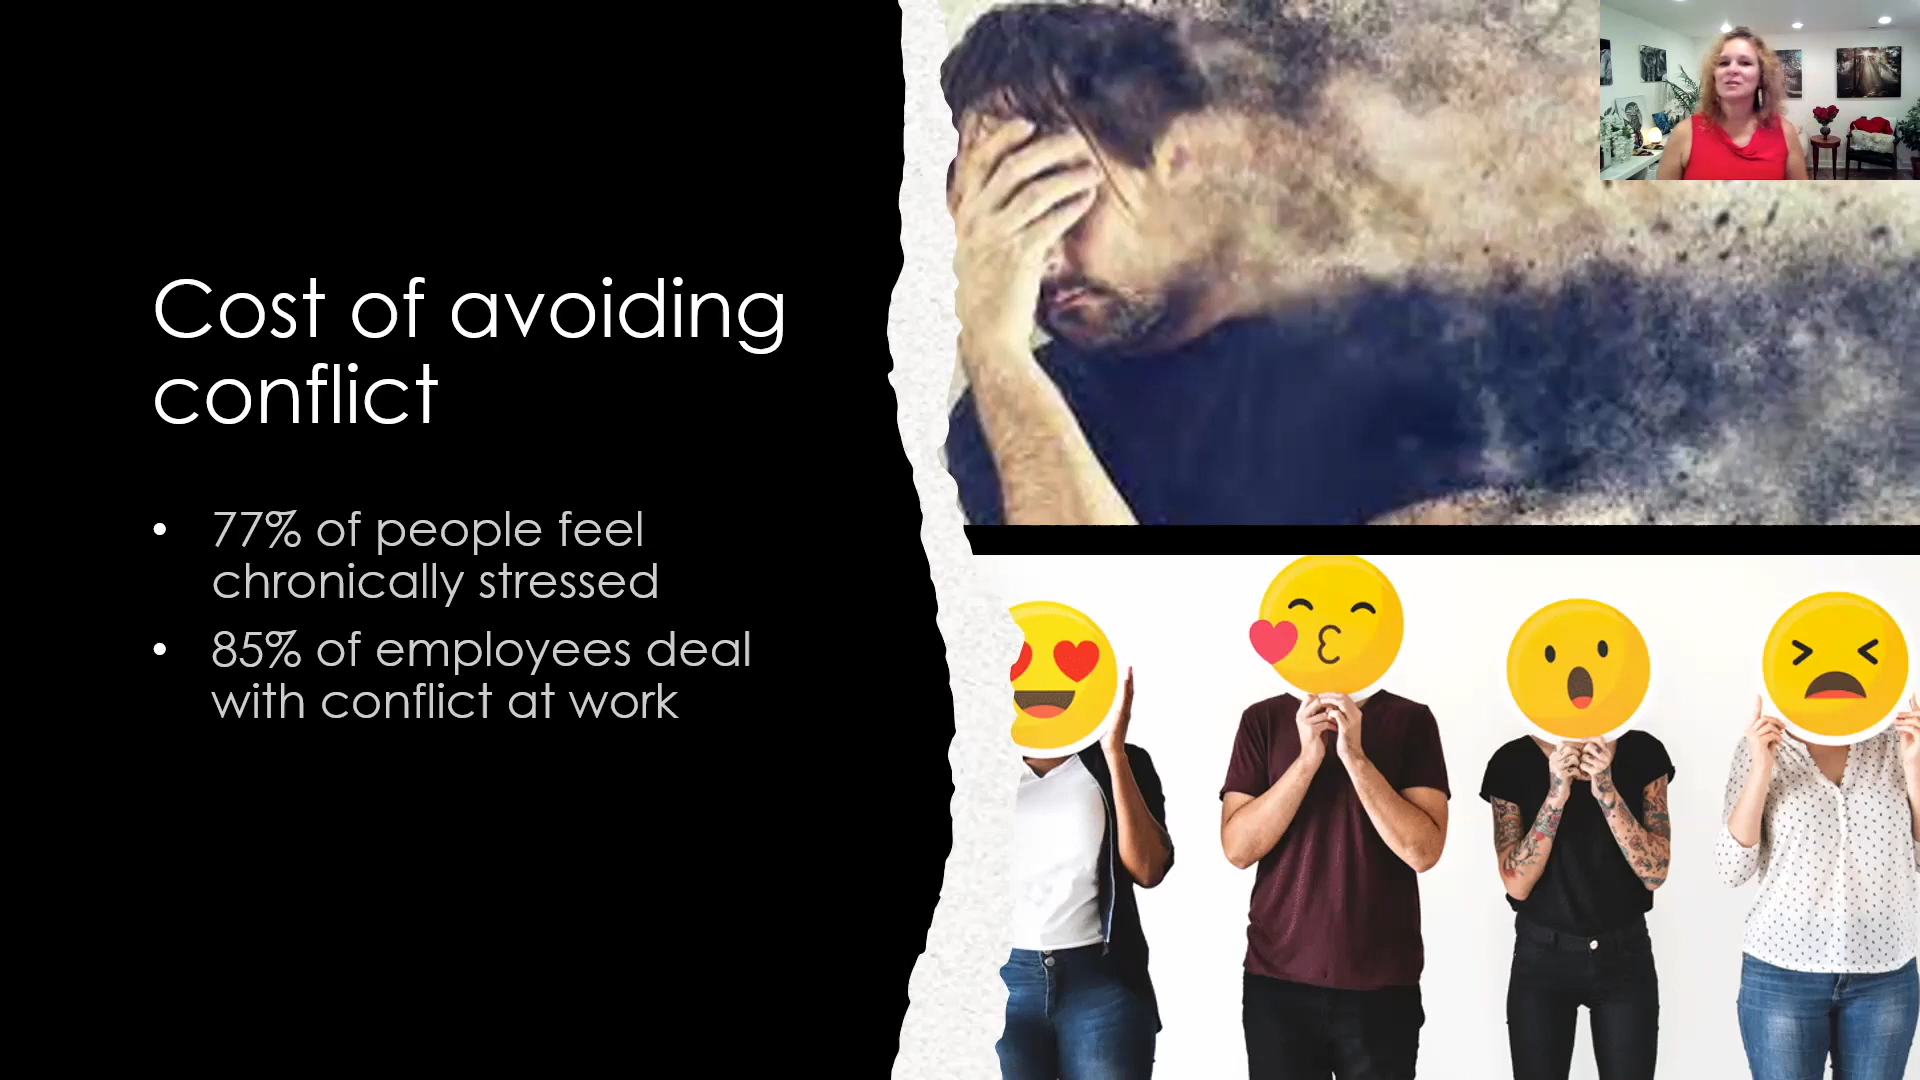 Cost of avoiding
conflict
• 77% of people feel
chronically stressed
• 85% of employees deal
with conflict at work